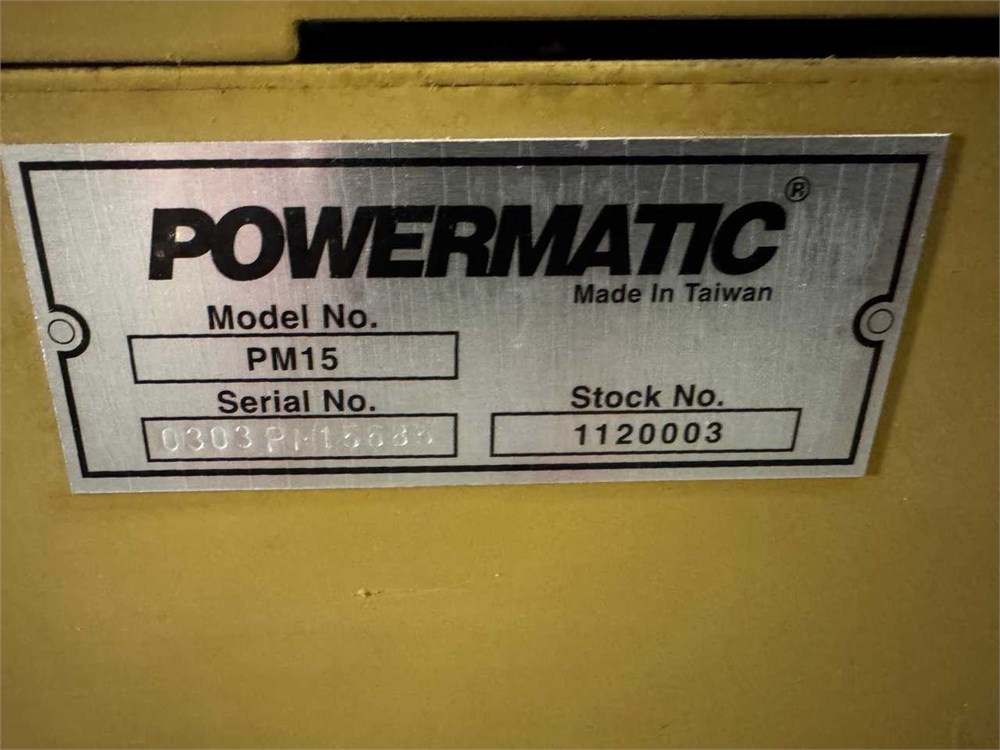 POWERMATIC®
Made In Taiwan
Model No.
PM15
Serial No.
Stock No.
1120003